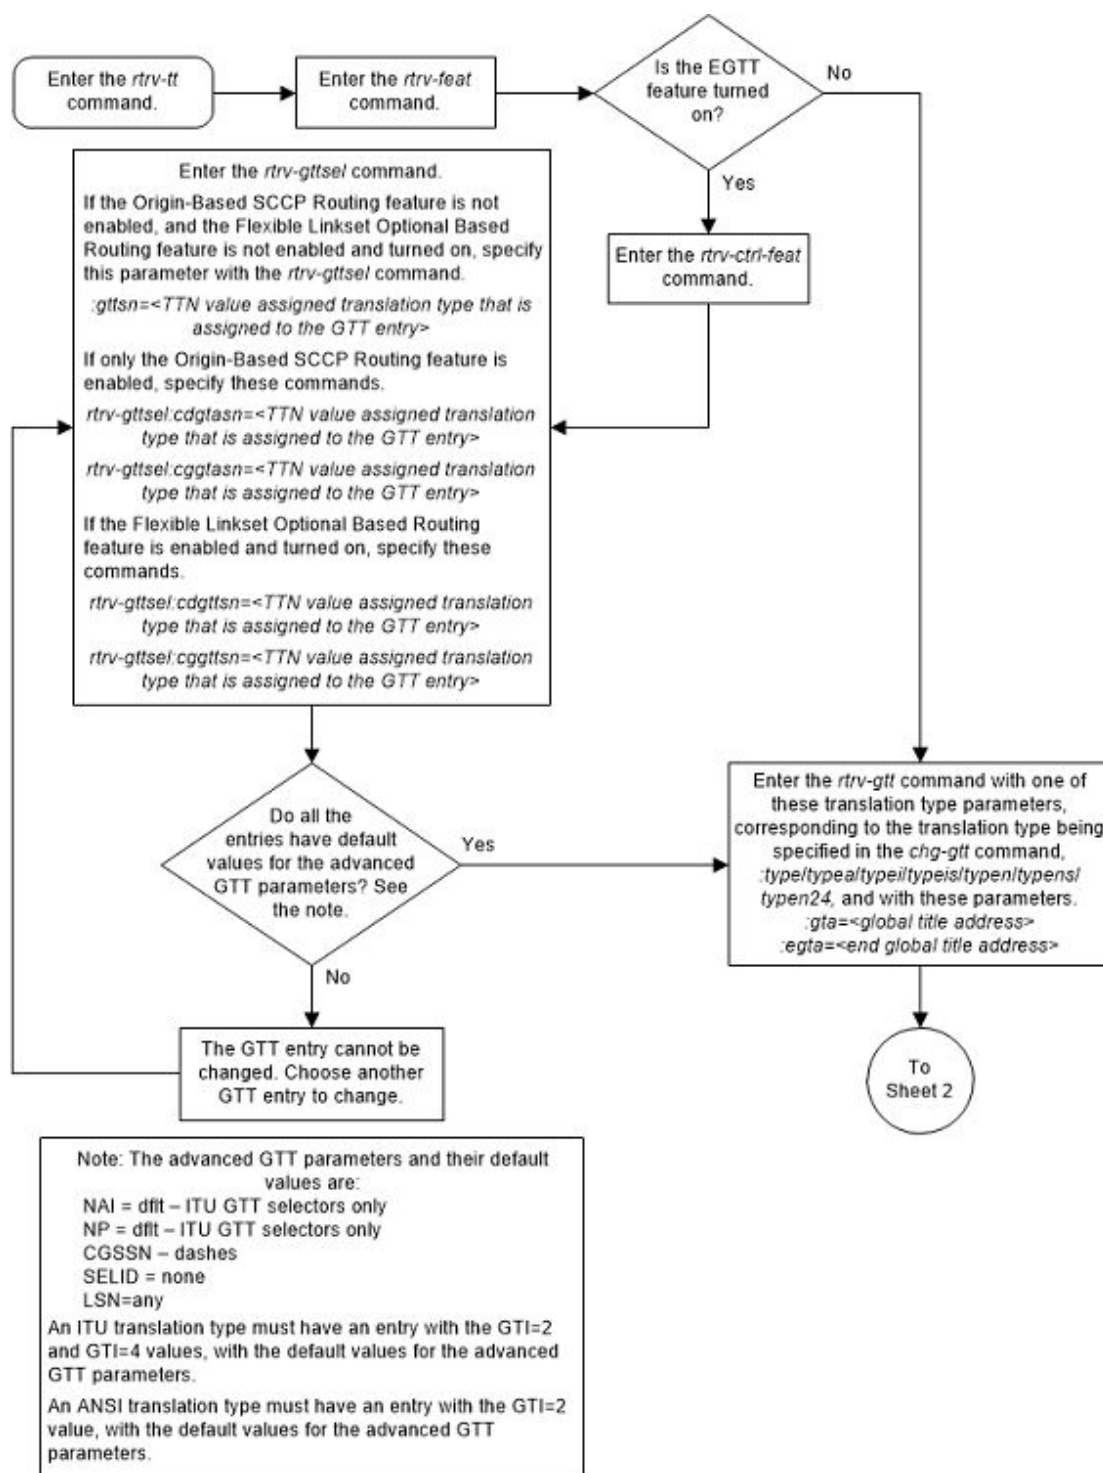 Enter the rtrv-tt
command.
Enter the rtrv-feat
command.
Is the EGTT
feature turned
on?
No
Yes
Enter the rtrv-ctrl-feat
command.
Enter the rtrv-gttsel command.
If the Origin-Based SCCP Routing feature is not
enabled, and the Flexible Linkset Optional Based
Routing feature is not enabled and turned on, specify
this parameter with the rtrv-gttsel command.
:gttsn=<TTN value assigned translation type that is
assigned to the GTT entry>
If only the Origin-Based SCCP Routing feature is
enabled, specify these commands.
rtrv-gttsel:cdgtasn=<TTN value assigned translation
type that is assigned to the GTT entry>
rtrv-gttsel:cggtasn=<TTN value assigned translation
type that is assigned to the GTT entry>
If the Flexible Linkset Optional Based Routing
feature is enabled and turned on, specify these
commands.
rtrv-gttsel:cdgttsn=<TTN value assigned translation
type that is assigned to the GTT entry>
rtrv-gttsel:cggttsn=<TTN value assigned translation
type that is assigned to the GTT entry>
Do all the
entries have default
values for the advanced
GTT parameters? See
the note.
Yes
No
Enter the rtrv-gtt command with one of
these translation type parameters,
corresponding to the translation type being
specified in the chg-gtt command,
:type/typea/typei/typeis/typen/typens/
typen24, and with these parameters.
:gta=<global title address>
:egta=<end global title address>
The GTT entry cannot be
changed. Choose another
GTT entry to change.
To
Sheet 2
Note: The advanced GTT parameters and their default
values are:
NAI = dflt – ITU GTT selectors only
NP = dflt – ITU GTT selectors only
CGSSN – dashes
SELID = none
LSN=any
An ITU translation type must have an entry with the GTI=2
and GTI=4 values, with the default values for the advanced
GTT parameters.
An ANSI translation type must have an entry with the GTI=2
value, with the default values for the advanced GTT
parameters.